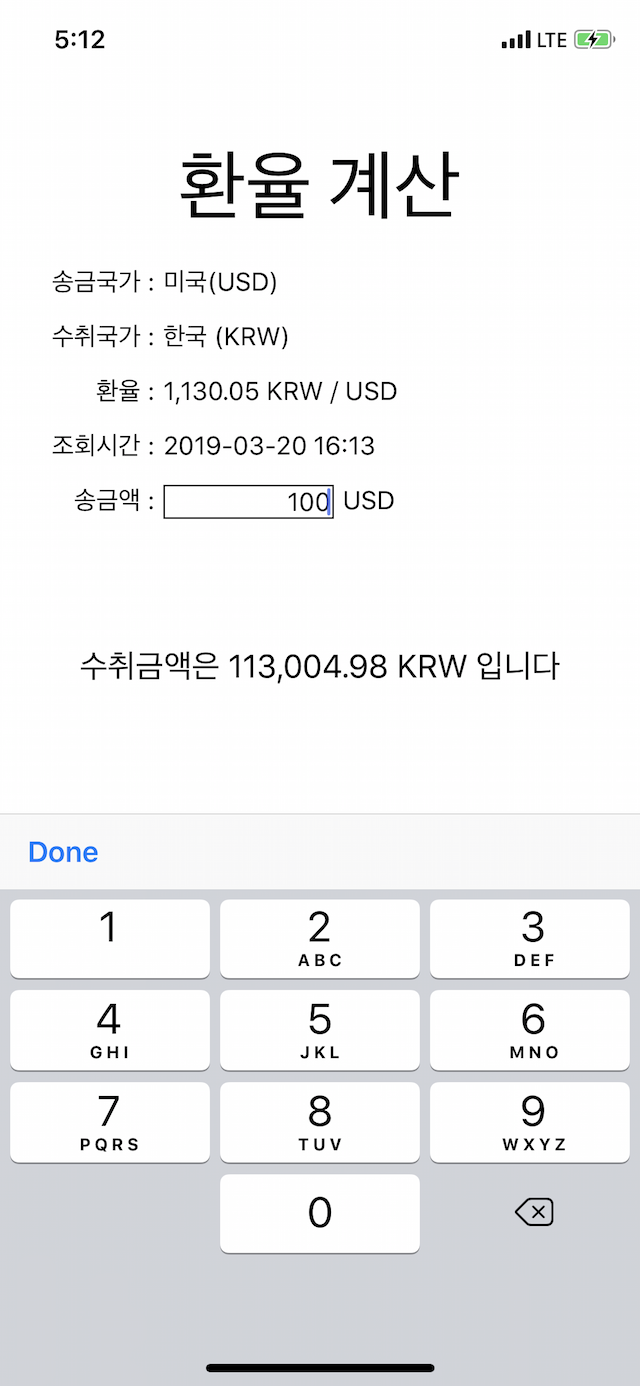 5:12 LTE
환율 계산
송금국가 : 미국(USD)
수취국가 : 한국 (KRW)
환율 : 1,130.05 KRW / USD
조회시간 : 2019-03-20 16:13
송금액 : 100 USD
수취금액은 113,004.98 KRW 입니다
Done
1 2 3
ABC DEF
4 5 6
GHI JKL MNO
7 8 9
PQRS TUV WXYZ
0